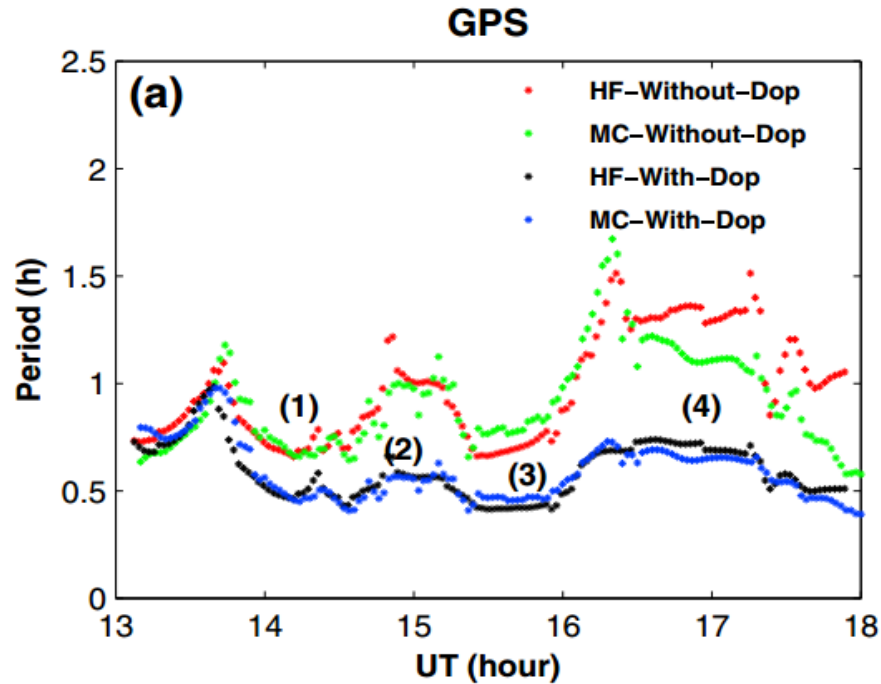 GPS
(a)
HF-Without-Dop
MC-Without-Dop
HF-With-Dop
MC-With-Dop
2.5
2
1.5
1
0.5
0
Period (h)
(1)
(2)
(3)
(4)
13 14 15 16 17 18
UT (hour)